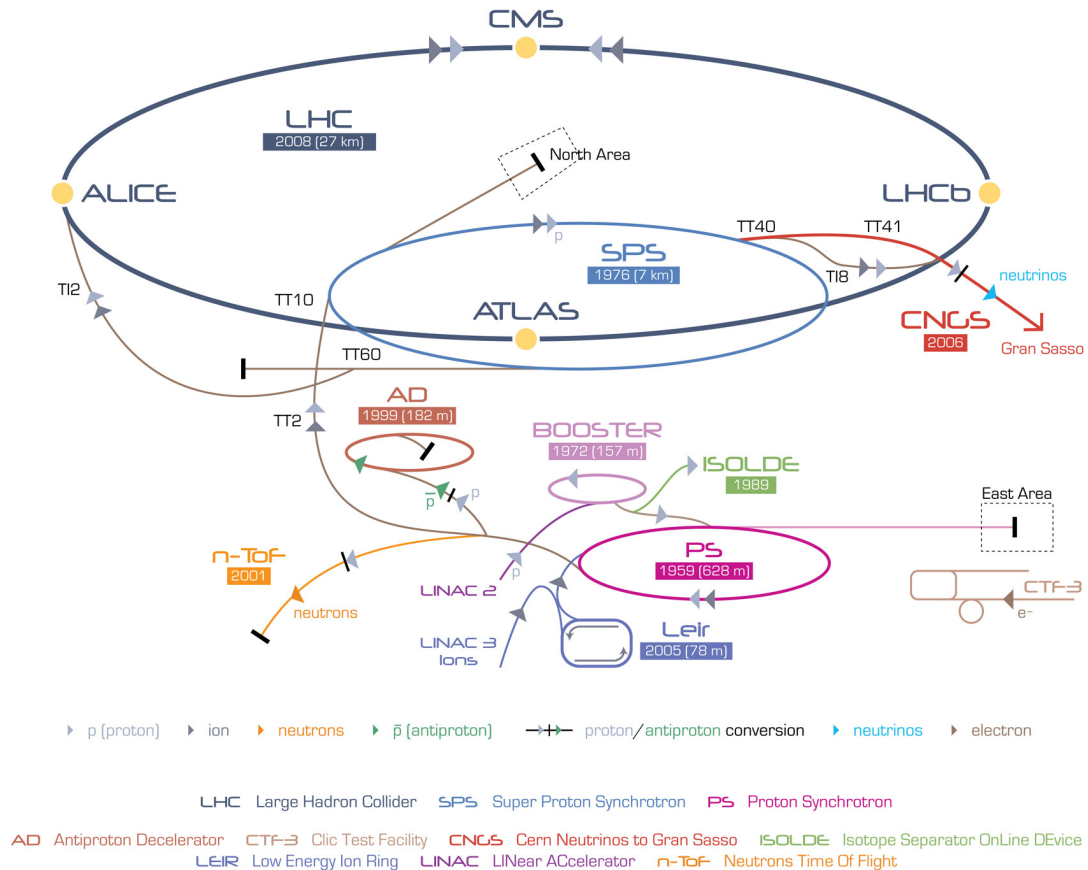 CMS
LHC
2008 (27 km)
North Area
ALICE
LHCb
TT40
TT41
SPS
1976 (7 km)
p
TI8
TI2
TT10
ATLAS
neutrinos
CNGS
2006
Gran Sasso
TT60
AD
1999 (182 m)
TT2
BOOSTER
1972 (157 m)
ISOLDE
1989
p̄
p
East Area
n-ToF
2001
PS
1959 (628 m)
p
LINAC 2
neutrons
CTF-3
e-
LINAC 3
Ions
Leir
2005 (78 m)
p (proton) ion neutrons p̄ (antiproton) proton/antiproton conversion neutrinos electron
LHC Large Hadron Collider SPS Super Proton Synchrotron PS Proton Synchrotron
AD Antiproton Decelerator CTF-3 Clic Test Facility CNGS Cern Neutrinos to Gran Sasso ISOLDE Isotope Separator OnLine DEvice
LEIR Low Energy Ion Ring LINAC LINear ACcelerator n-ToF Neutrons Time Of Flight